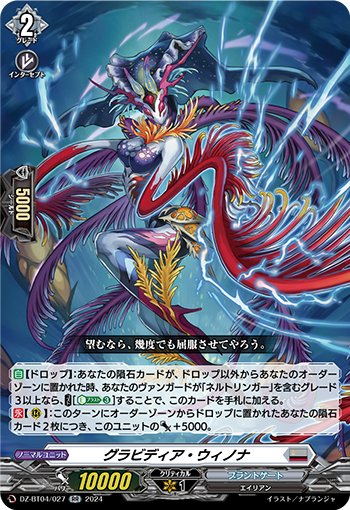 2
グレード
インターセプト
シールド
5000
望むなら、幾度でも屈服させてやろう。
自【ドロップ】：あなたの隕石カードが、ドロップ以外からあなたのオーダー
ゾーンに置かれた時、あなたのヴァンガードが「ネルトリンガー」を含むグレード
3以上なら、【ブラスト 3】することで、このカードを手札に加える。
永【】：このターンにオーダーゾーンからドロップに置かれたあなたの隕石
カード2枚につき、このユニットの+5000。
ノーマルユニット
グラビディア・ウィノナ
パワー
10000
クリティカル
1
ブラントゲート
エイリアン
DZ-BT04/027 RR 2024
イラスト／ナブランジャ